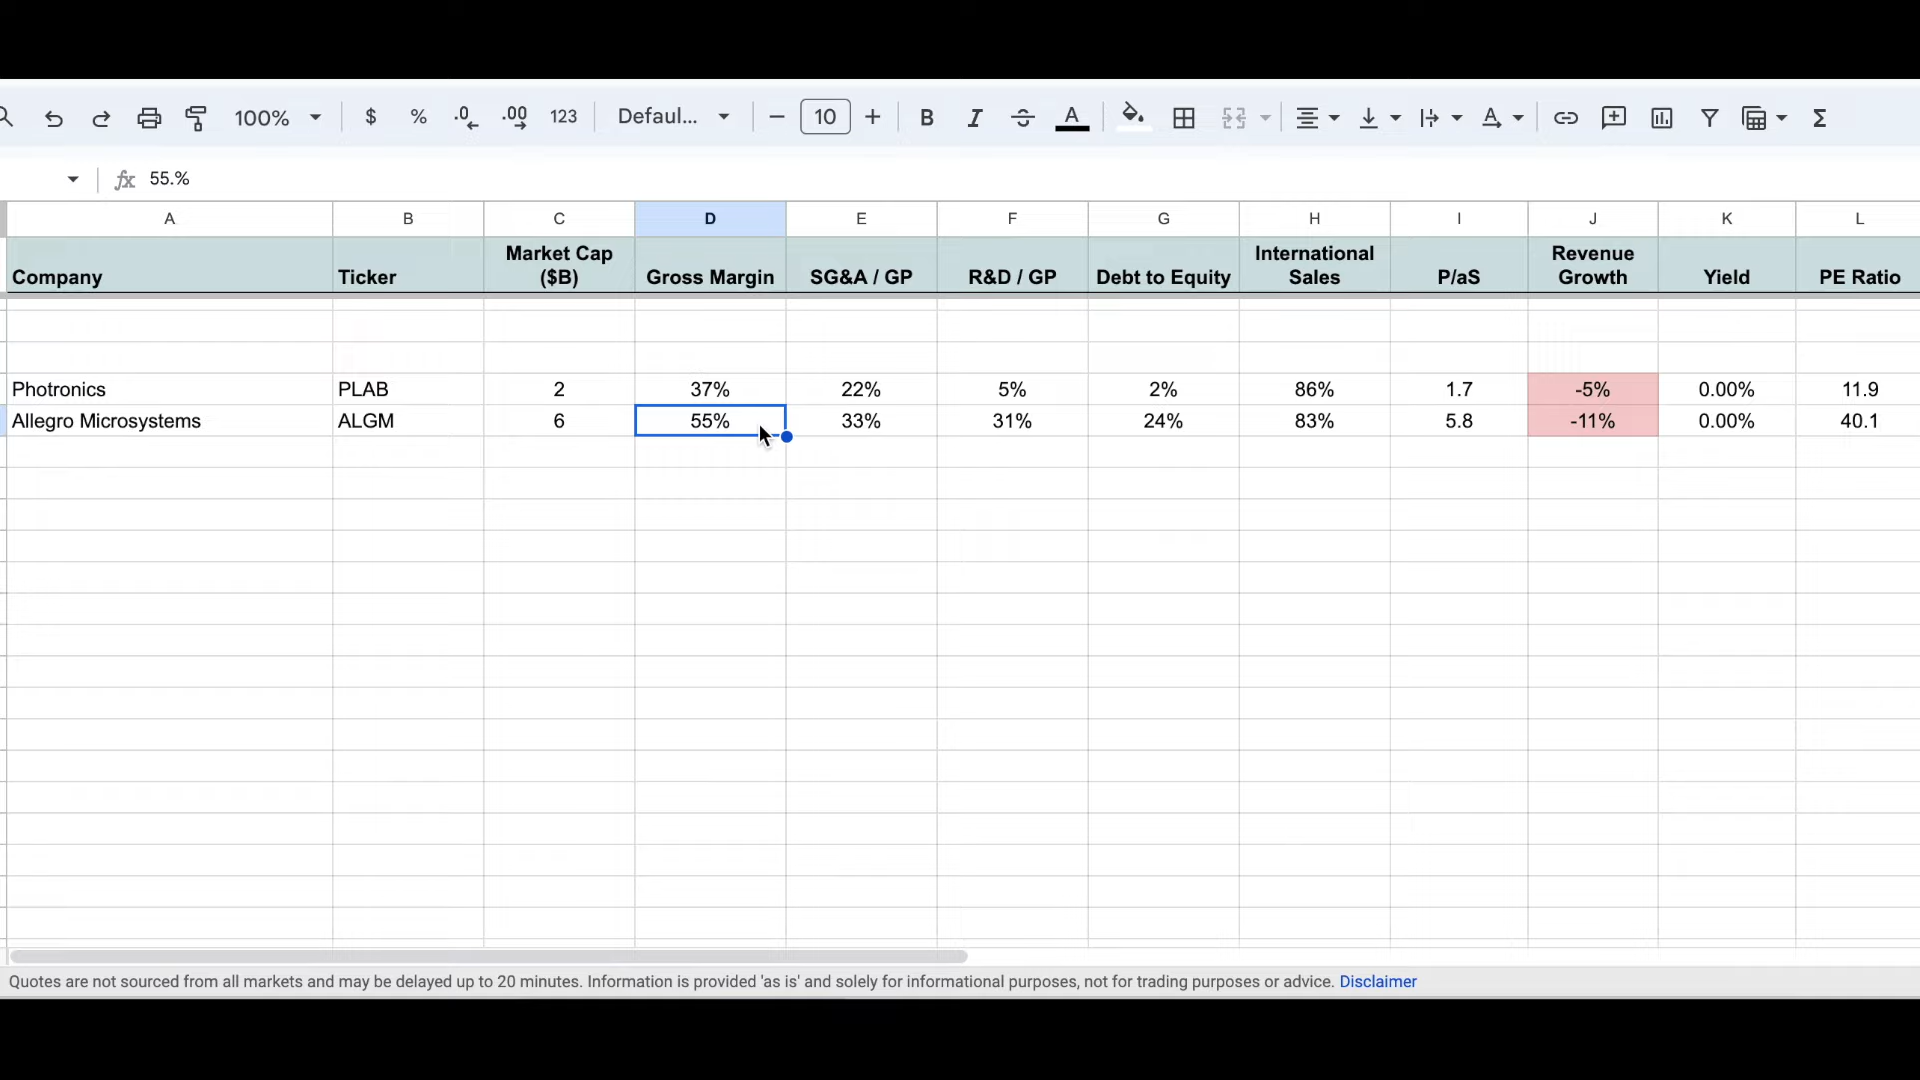 100% $ % .0 .00 123 Defaul... 10 B I A A Σ
fx 55.%
A B C D E F G H I J K L
Company Ticker Market Cap ($B) Gross Margin SG&A / GP R&D / GP Debt to Equity International Sales P/aS Revenue Growth Yield PE Ratio
Photronics PLAB 2 37% 22% 5% 2% 86% 1.7 -5% 0.00% 11.9
Allegro Microsystems ALGM 6 55% 33% 31% 24% 83% 5.8 -11% 0.00% 40.1
Quotes are not sourced from all markets and may be delayed up to 20 minutes. Information is provided 'as is' and solely for informational purposes, not for trading purposes or advice. Disclaimer